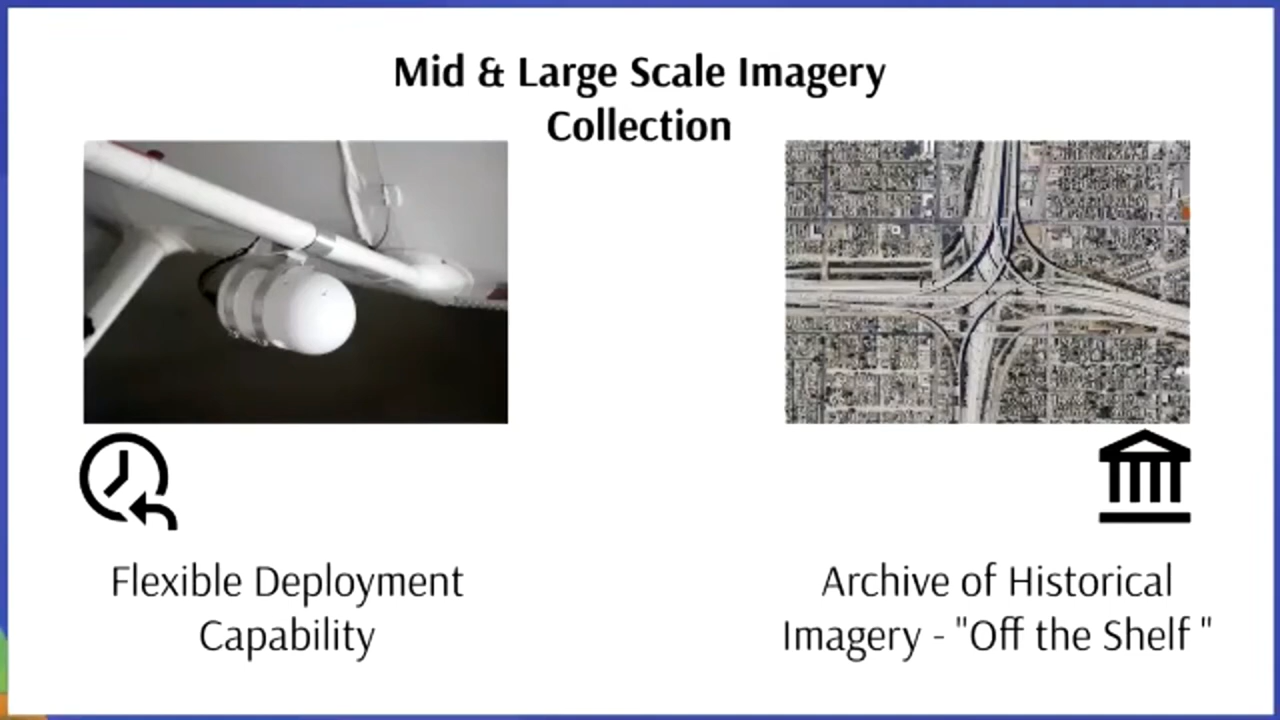 Mid & Large Scale Imagery
Collection
Flexible Deployment
Capability
Archive of Historical
Imagery - "Off the Shelf "